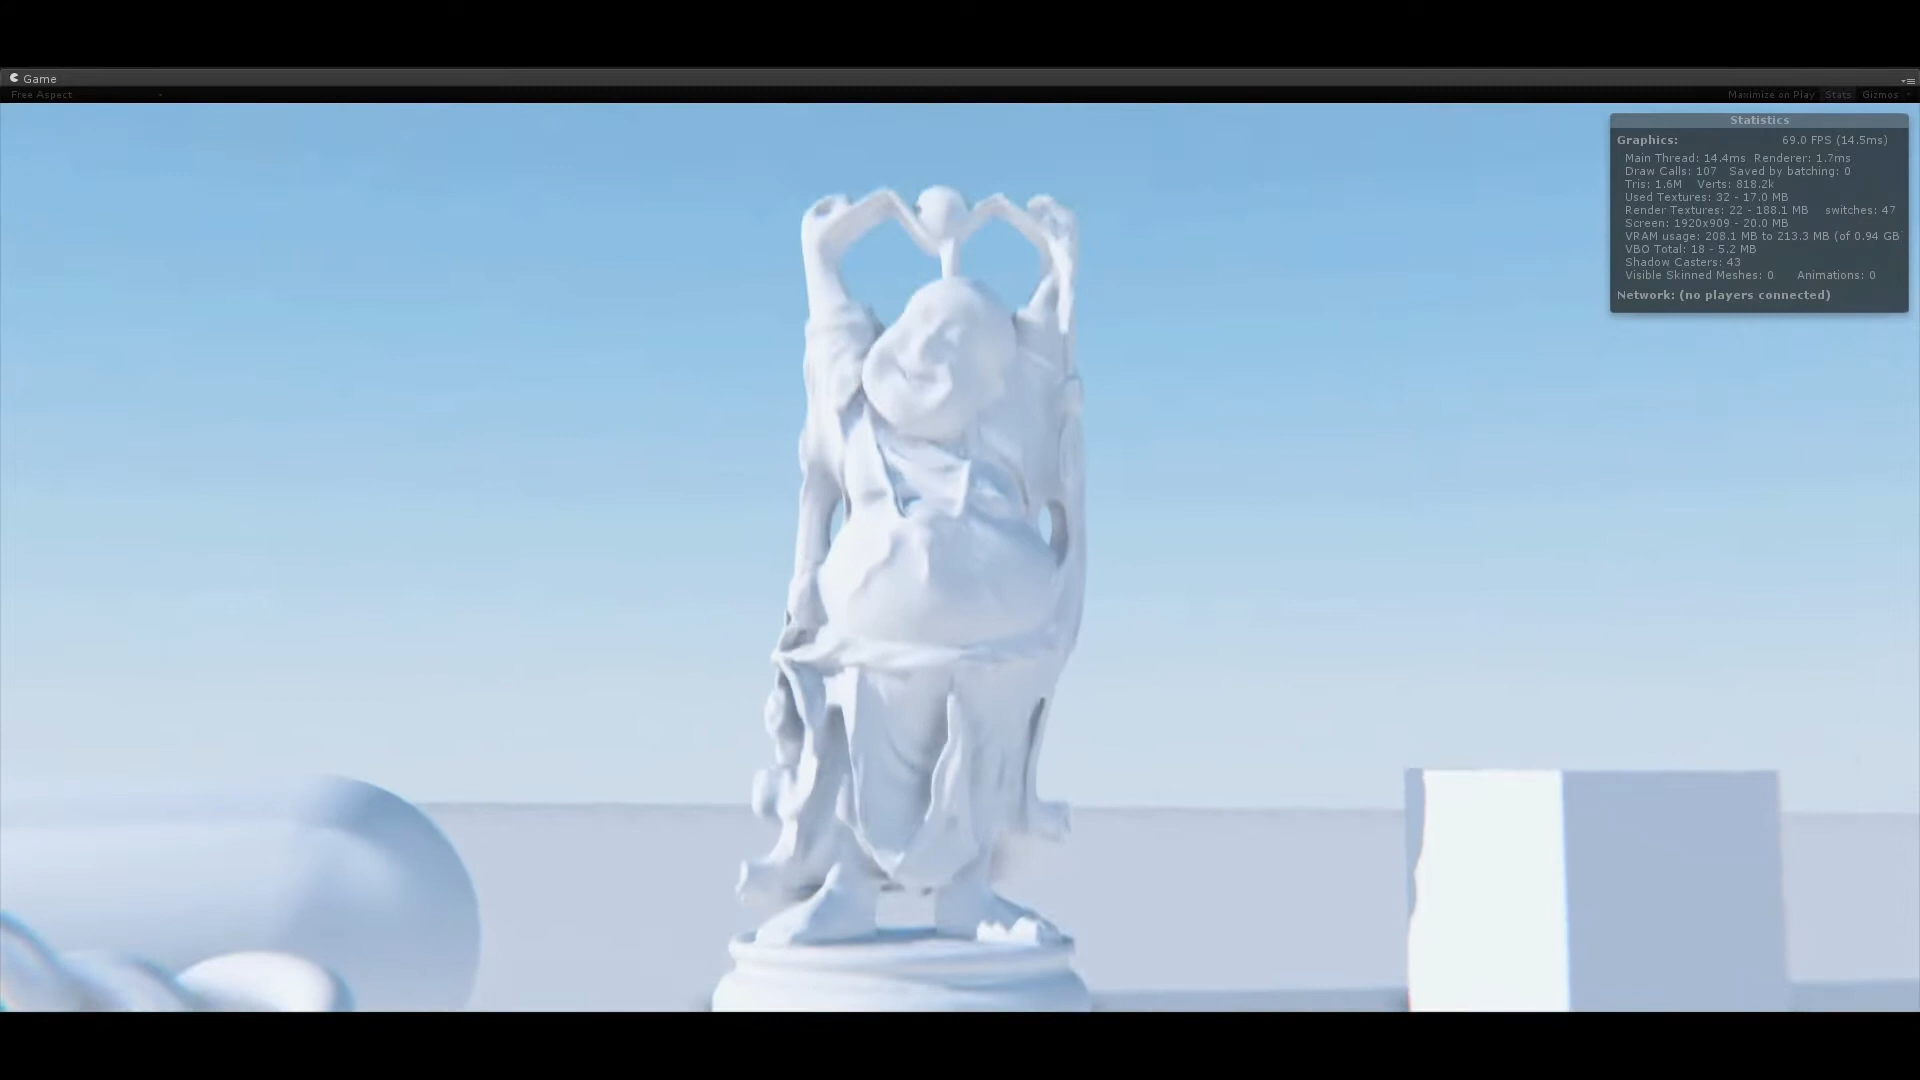 Game
Free Aspect
Maximize on Play Stats Gizmos
Statistics
Graphics: 69.0 FPS (14.5ms)
Main Thread: 14.4ms Renderer: 1.7ms
Draw Calls: 107 Saved by batching: 0
Tris: 1.6M Verts: 818.2k
Used Textures: 32 - 17.0 MB
Render Textures: 22 - 188.1 MB switches: 47
Screen: 1920x909 - 20.0 MB
VRAM usage: 208.1 MB to 213.3 MB (of 0.94 GB
VBO Total: 18 - 5.2 MB
Shadow Casters: 43
Visible Skinned Meshes: 0 Animations: 0
Network: (no players connected)